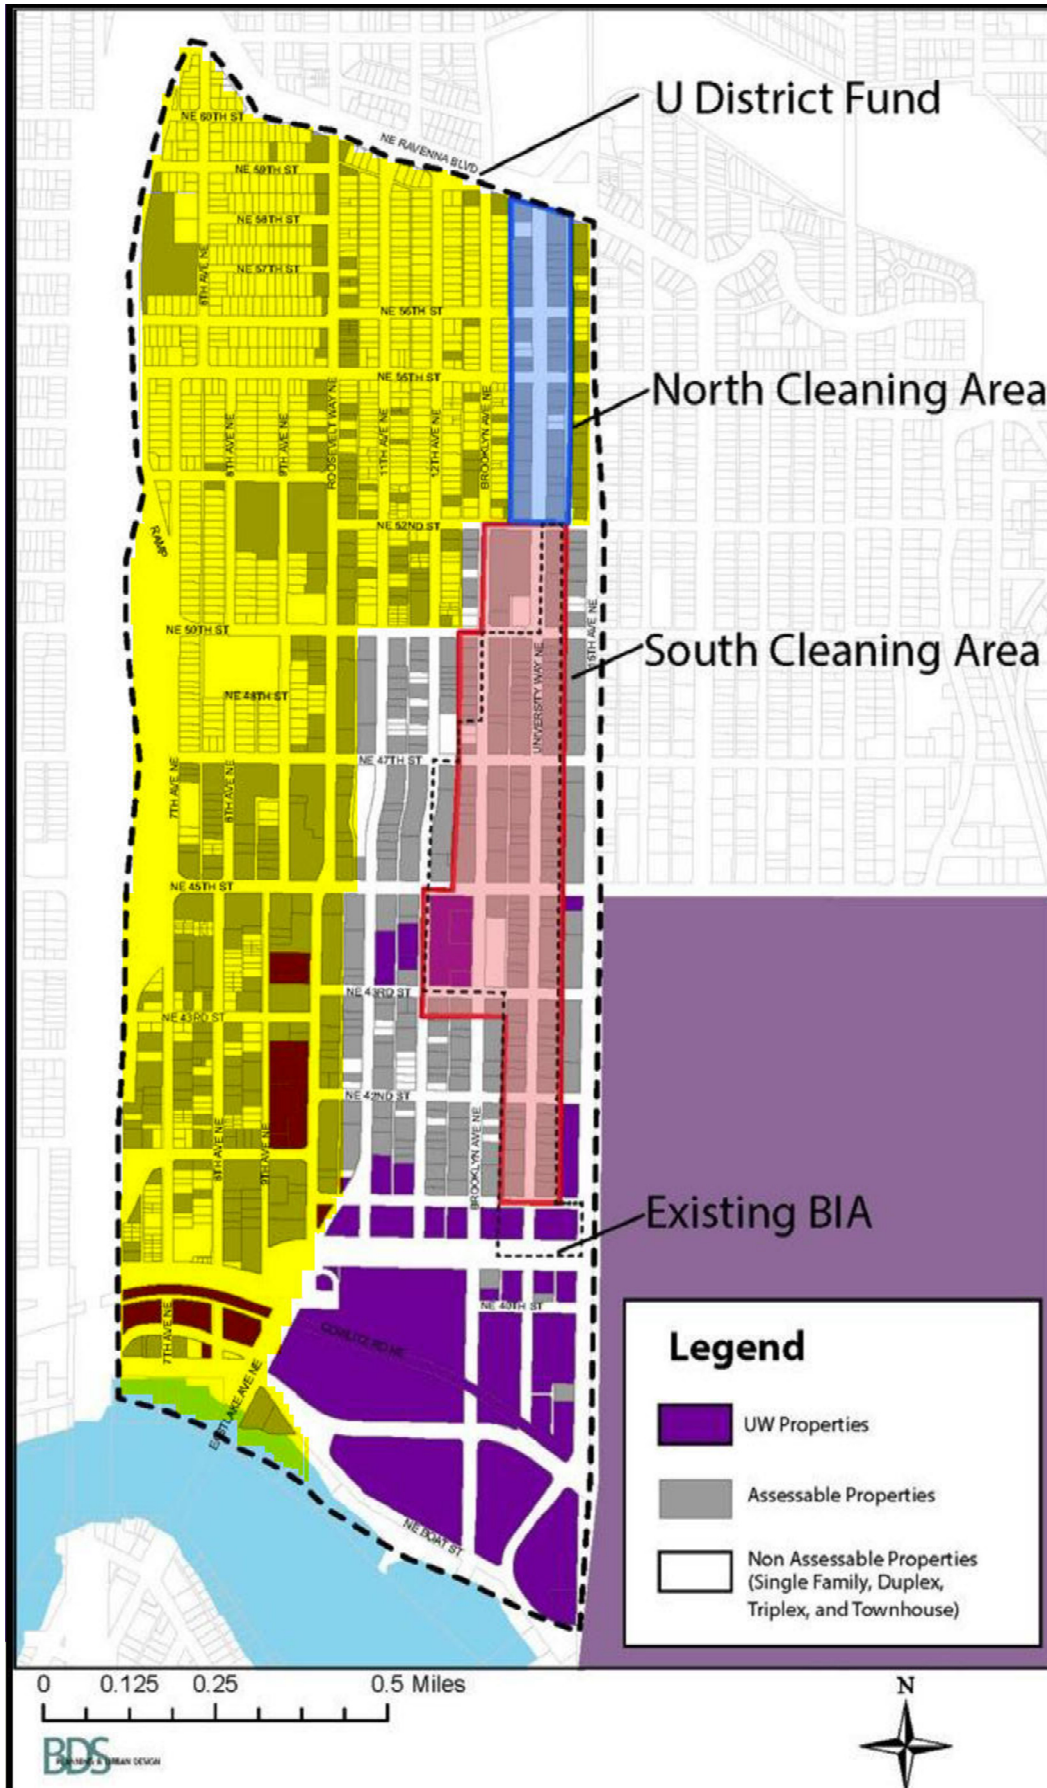 U District Fund
NE 60TH ST
NE RAVENNA BLVD
NE 59TH ST
NE 58TH ST
8TH AVE NE
NE 57TH ST
NE 56TH ST
NE 55TH ST
North Cleaning Area
ROOSEVELT WAY NE
8TH AVE NE
9TH AVE NE
11TH AVE NE
12TH AVE NE
BROOKLYN AVE NE
NE 52ND ST
RAMP
NE 50TH ST
15TH AVE NE
South Cleaning Area
UNIVERSITY WAY NE
NE 48TH ST
NE 47TH ST
7TH AVE NE
8TH AVE NE
NE 45TH ST
NE 43RD ST
NE 43RD ST
NE 42ND ST
8TH AVE NE
9TH AVE NE
BROOKLYN AVE NE
Existing BIA
NE 40TH ST
7TH AVE NE
EASTLAKE AVE NE
NE BOAT ST
Legend
UW Properties
Assessable Properties
Non Assessable Properties
(Single Family, Duplex,
Triplex, and Townhouse)
0 0.125 0.25 0.5 Miles
N
BDS
PLANNING & URBAN DESIGN